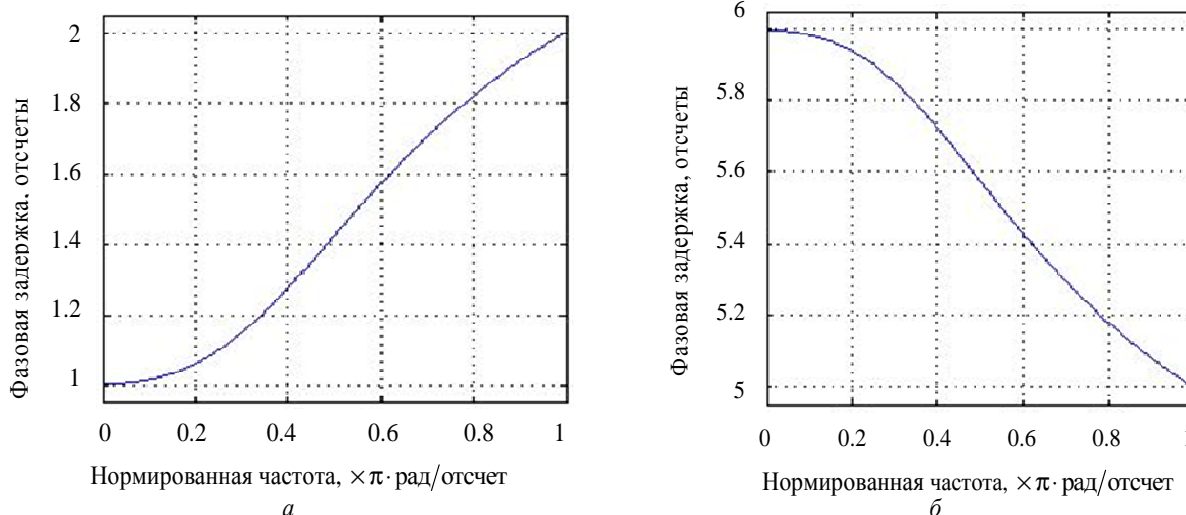 Фазовая задержка, отсчеты
2
1.8
1.6
1.4
1.2
1
0 0.2 0.4 0.6 0.8 1
Нормированная частота, ×π·рад/отсчет
а
Фазовая задержка, отсчеты
6
5.8
5.6
5.4
5.2
5
0 0.2 0.4 0.6 0.8 1
Нормированная частота, ×π·рад/отсчет
б